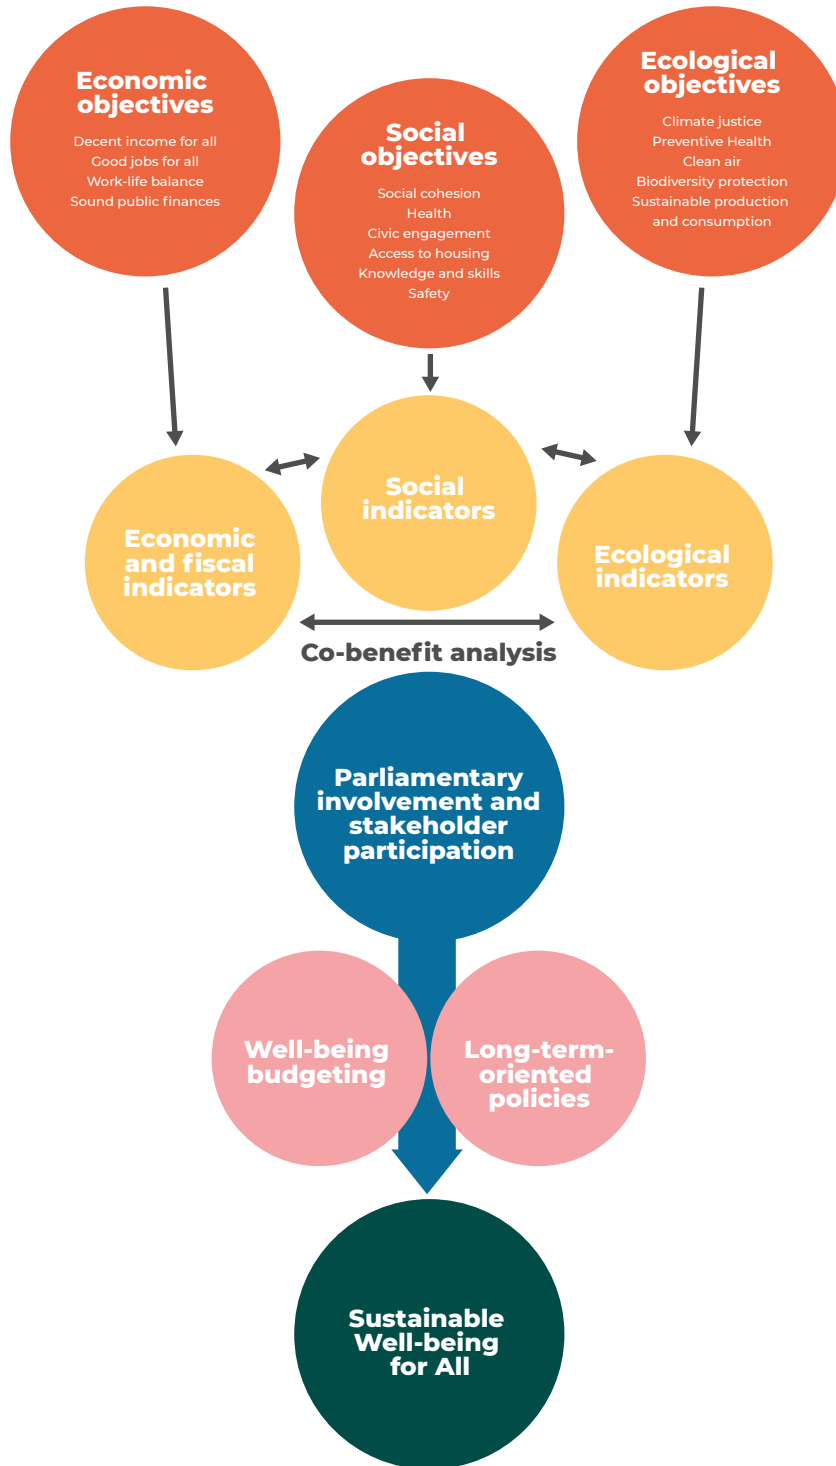 Economic
objectives
Decent income for all
Good jobs for all
Work-life balance
Sound public finances
Social
objectives
Social cohesion
Health
Civic engagement
Access to housing
Knowledge and skills
Safety
Ecological
objectives
Climate justice
Preventive Health
Clean air
Biodiversity protection
Sustainable production
and consumption
Economic
and fiscal
indicators
Social
indicators
Ecological
indicators
Co-benefit analysis
Parliamentary
involvement and
stakeholder
participation
Well-being
budgeting
Long-term-
oriented
policies
Sustainable
Well-being
for All